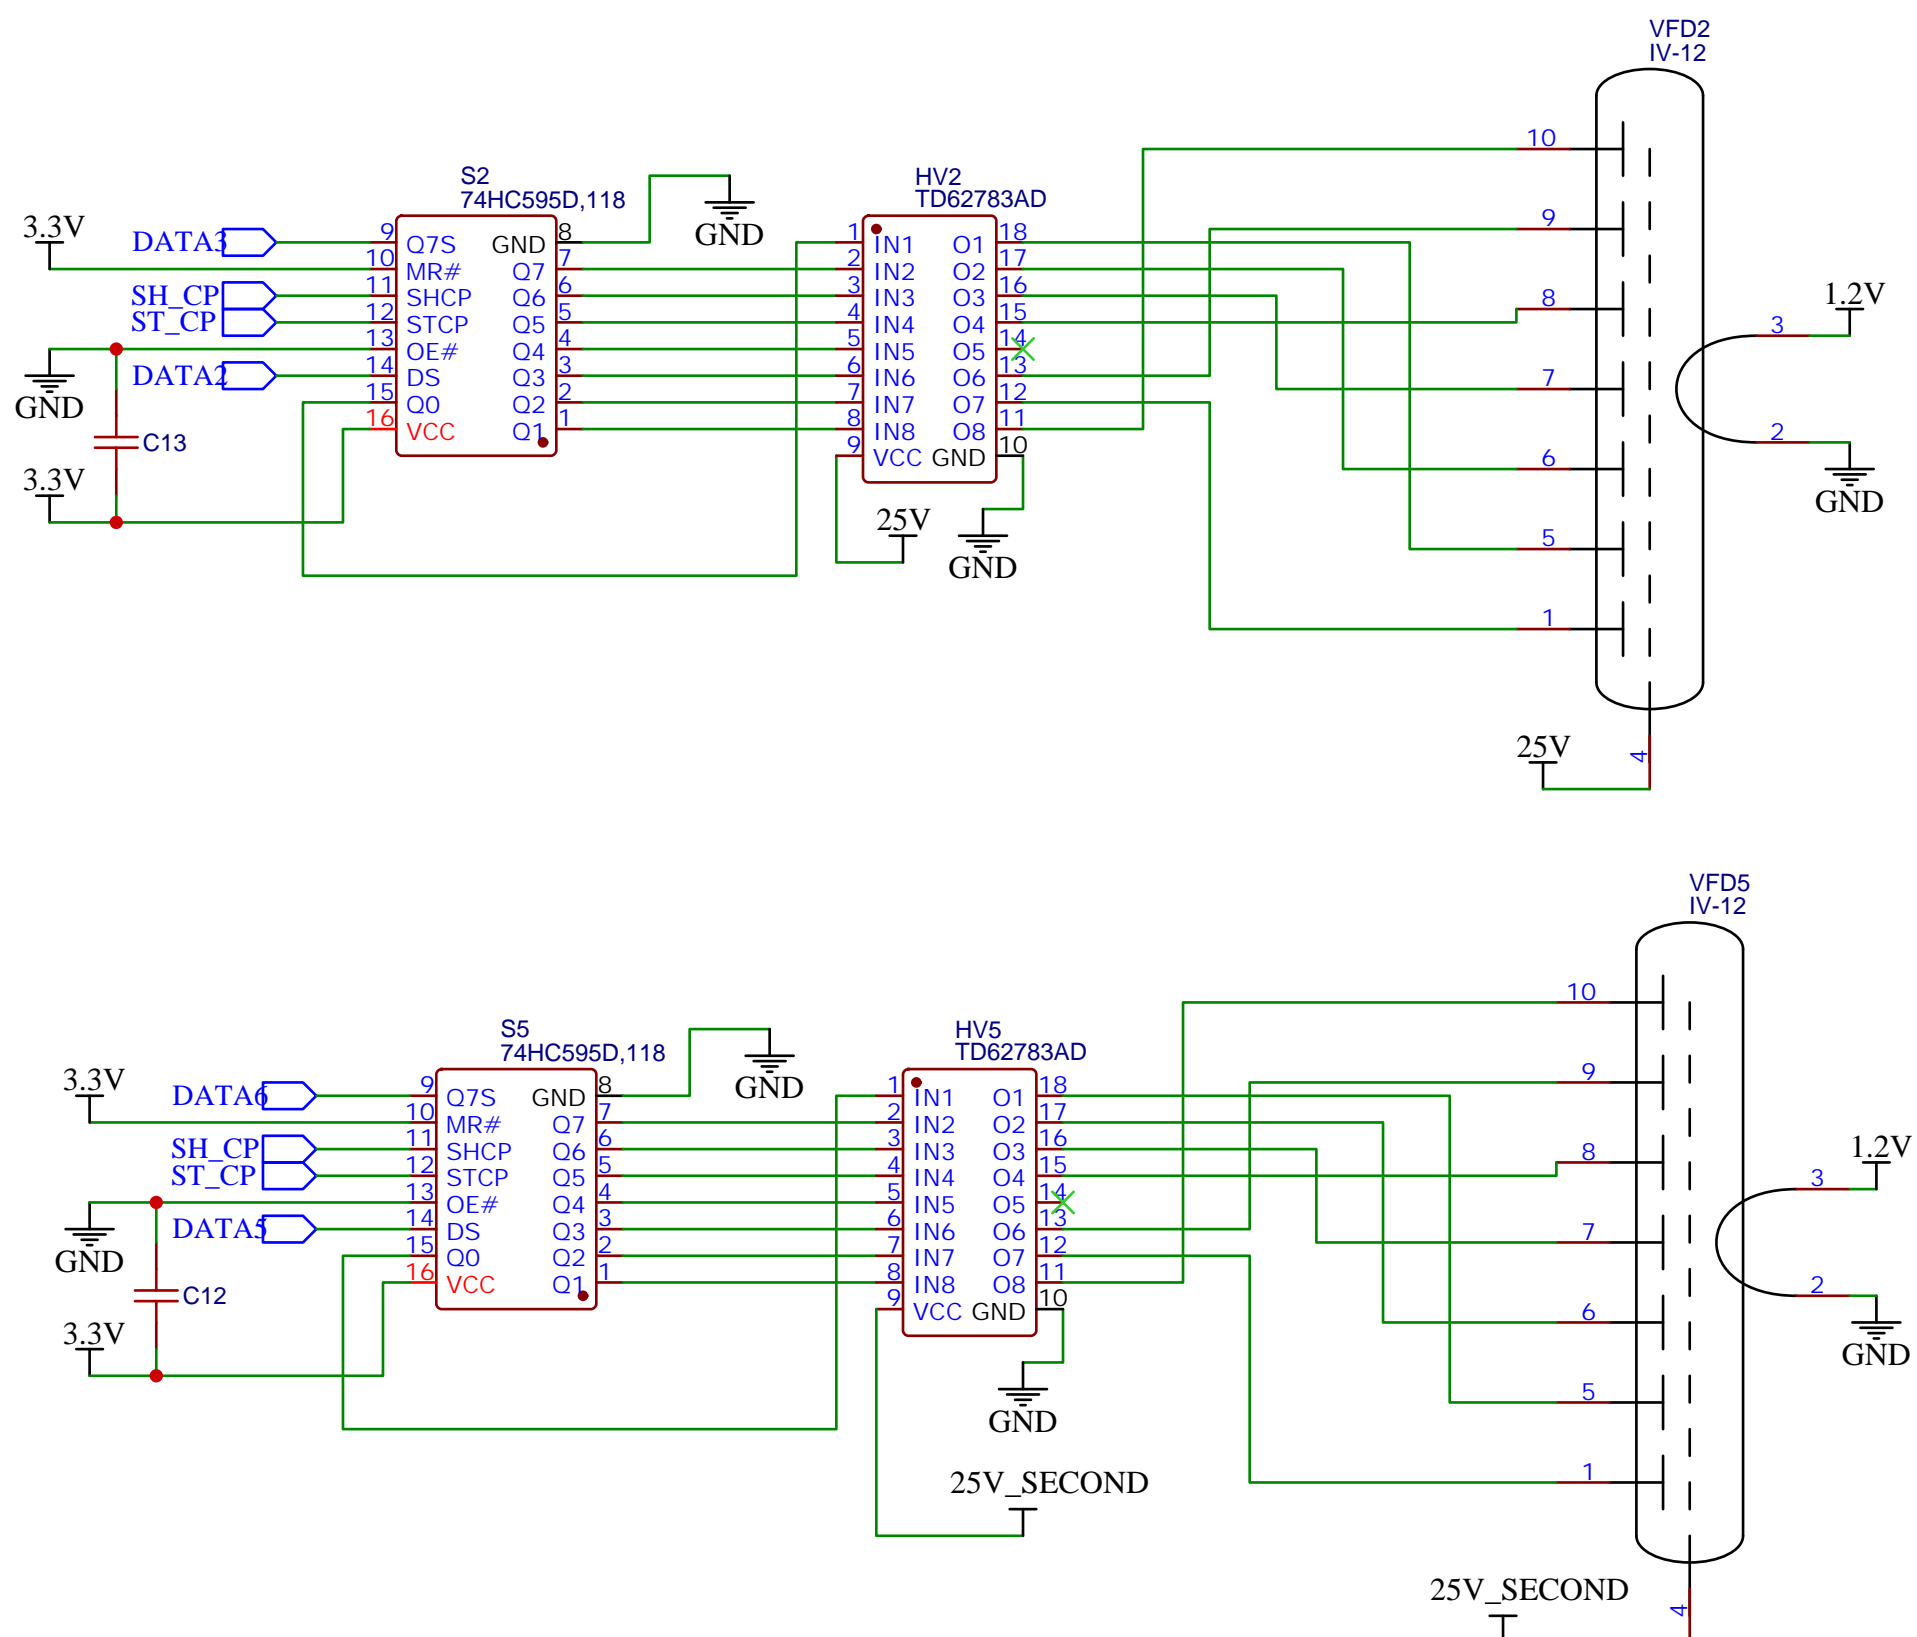 VFD2
IV-12
10
S2
74HC595D,118
HV2
TD62783AD
3.3V
DATA3
9 Q7S GND 8
GND
1 IN1 O1 18
9
10 MR# Q7 7
2 IN2 O2 17
SH_CP
11 SHCP Q6 6
3 IN3 O3 16
8
1.2V
ST_CP
12 STCP Q5 5
4 IN4 O4 15
3
13 OE# Q4 4
5 IN5 O5 14
DATA2
14 DS Q3 3
6 IN6 O6 13
7
GND
15 Q0 Q2 2
7 IN7 O7 12
16 VCC Q1 1
8 IN8 O8 11
2
C13
9 VCC GND 10
6
3.3V
GND
25V
GND
5
1
25V
4
VFD5
IV-12
10
S5
74HC595D,118
HV5
TD62783AD
3.3V
DATA6
9 Q7S GND 8
GND
1 IN1 O1 18
9
10 MR# Q7 7
2 IN2 O2 17
SH_CP
11 SHCP Q6 6
3 IN3 O3 16
8
1.2V
ST_CP
12 STCP Q5 5
4 IN4 O4 15
3
13 OE# Q4 4
5 IN5 O5 14
DATA5
14 DS Q3 3
6 IN6 O6 13
7
GND
15 Q0 Q2 2
7 IN7 O7 12
16 VCC Q1 1
8 IN8 O8 11
2
C12
9 VCC GND 10
6
3.3V
GND
GND
5
25V_SECOND
1
25V_SECOND
4